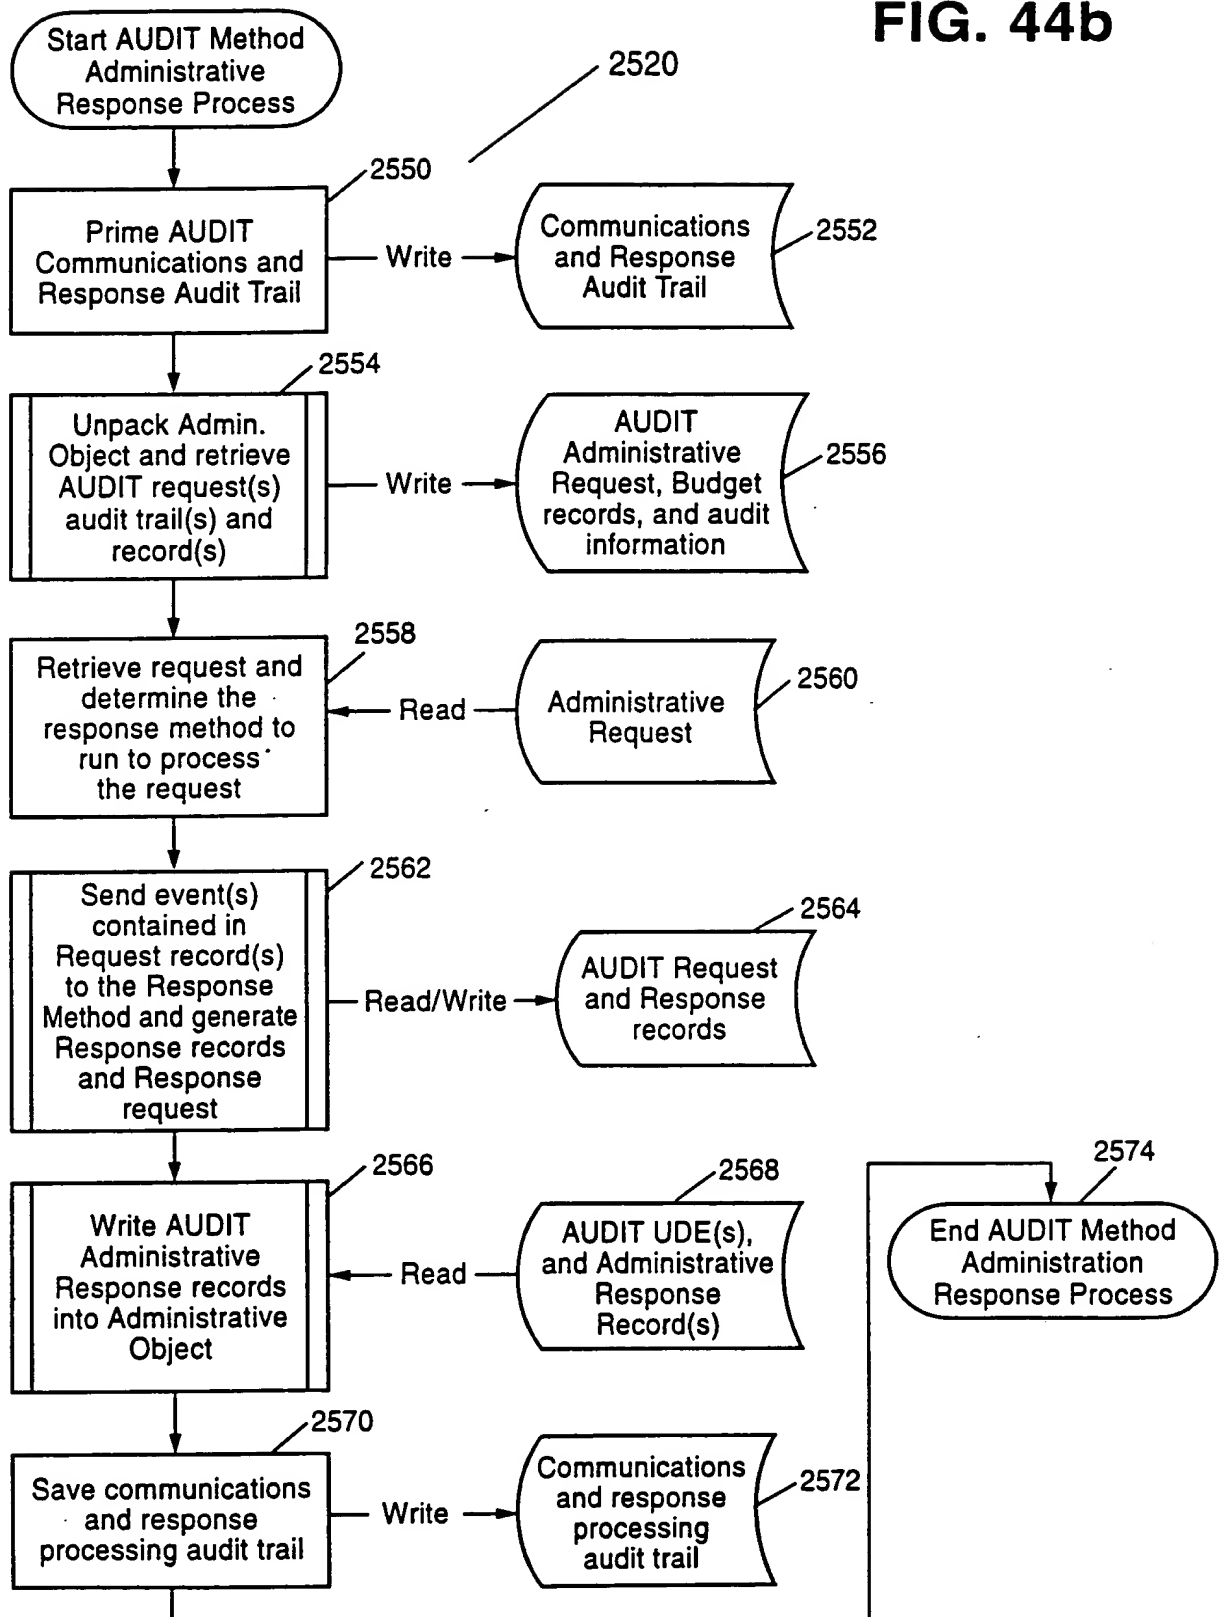 FIG. 44b
Start AUDIT Method
Administrative
Response Process
2520
2550
Prime AUDIT
Communications and
Response Audit Trail
Write
Communications
and Response
Audit Trail
2552
2554
Unpack Admin.
Object and retrieve
AUDIT request(s)
audit trail(s) and
record(s)
Write
AUDIT
Administrative
Request, Budget
records, and audit
information
2556
2558
Retrieve request and
determine the
response method to
run to process
the request
Read
Administrative
Request
2560
2562
Send event(s)
contained in
Request record(s)
to the Response
Method and generate
Response records
and Response
request
Read/Write
2564
AUDIT Request
and Response
records
2566
Write AUDIT
Administrative
Response records
into Administrative
Object
Read
2568
AUDIT UDE(s),
and Administrative
Response
Record(s)
2574
End AUDIT Method
Administration
Response Process
2570
Save communications
and response
processing audit trail
Write
Communications
and response
processing
audit trail
2572